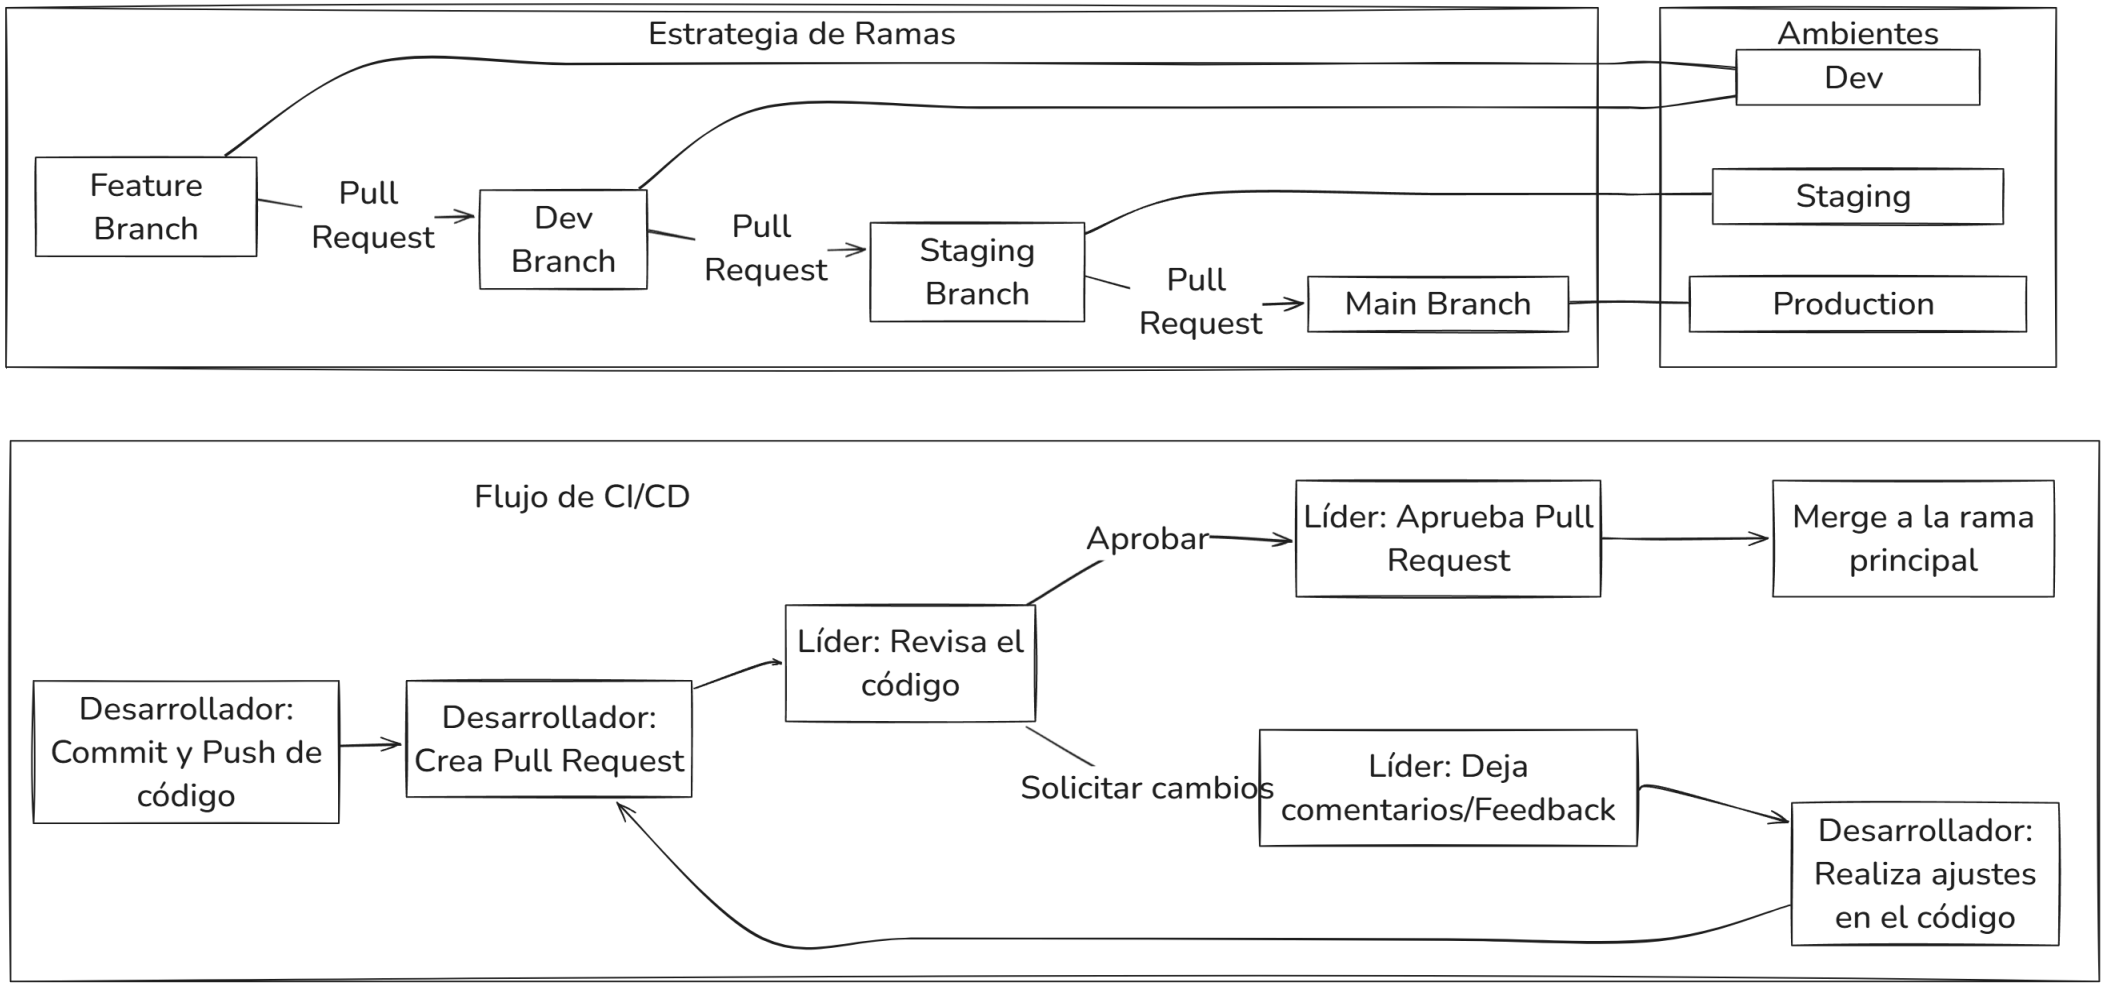 Estrategia de Ramas
Ambientes
Dev
Feature
Branch
Pull
Request
Dev
Branch
Pull
Request
Staging
Branch
Staging
Pull
Request
Main Branch
Production
Flujo de CI/CD
Aprobar
Líder: Aprueba Pull
Request
Merge a la rama
principal
Líder: Revisa el
código
Desarrollador:
Commit y Push de
código
Desarrollador:
Crea Pull Request
Solicitar cambios
Líder: Deja
comentarios/Feedback
Desarrollador:
Realiza ajustes
en el código